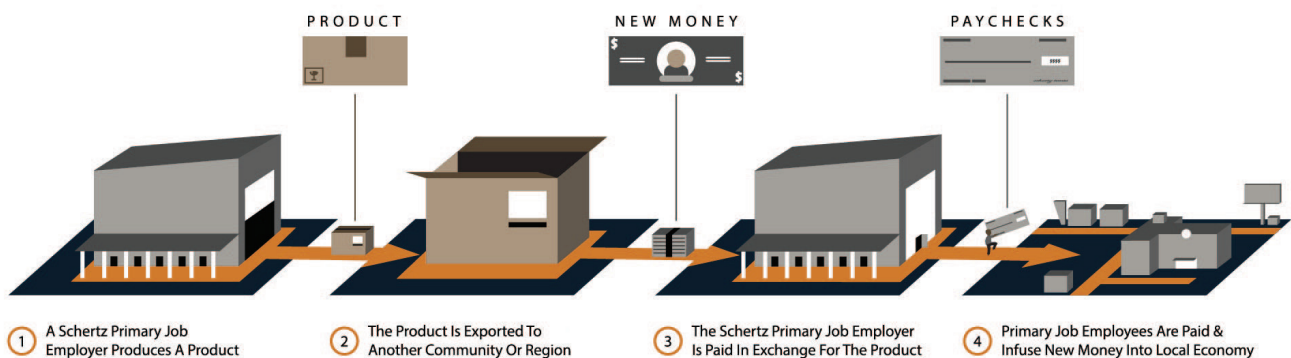 PRODUCT
NEW MONEY
PAYCHECKS
$
$
$$$$
1
A Schertz Primary Job
Employer Produces A Product
2
The Product Is Exported To
Another Community Or Region
3
The Schertz Primary Job Employer
Is Paid In Exchange For The Product
4
Primary Job Employees Are Paid &
Infuse New Money Into Local Economy